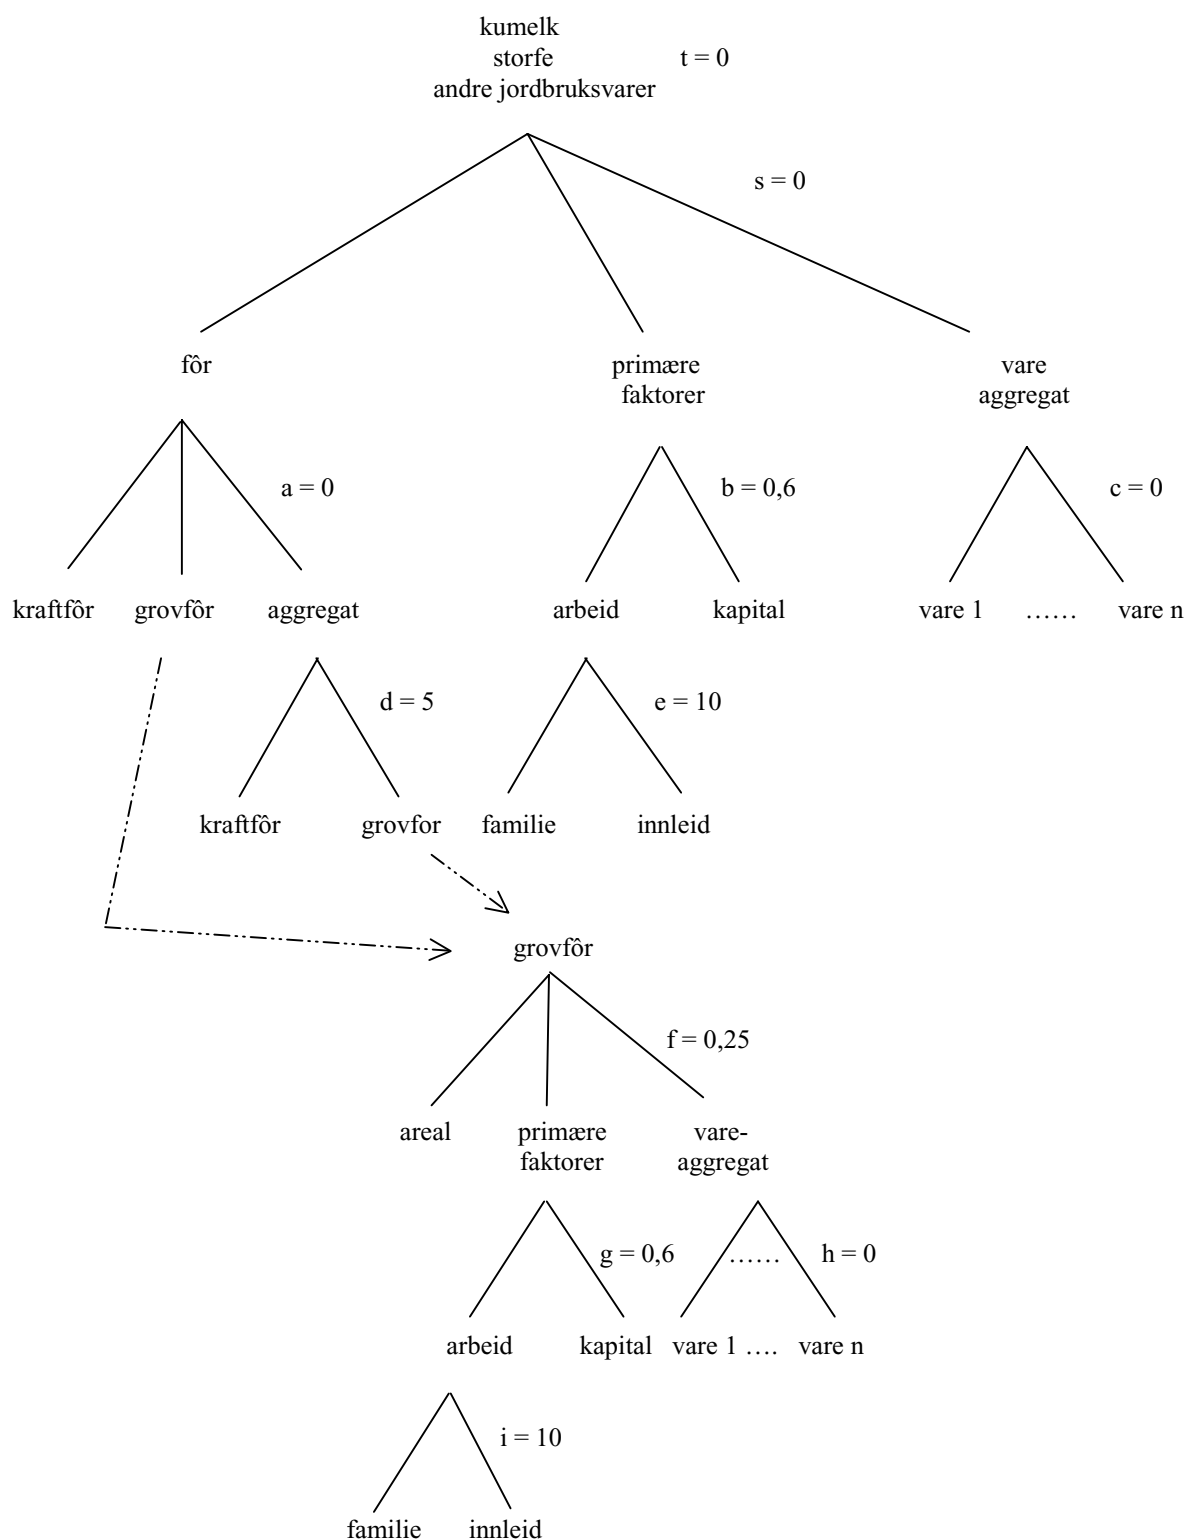 kumelk
storfe t = 0
andre jordbruksvarer
s = 0
fôr primære vare
faktorer aggregat
a = 0 b = 0,6 c = 0
kraftfôr grovfôr aggregat arbeid kapital vare 1 …… vare n
d = 5 e = 10
kraftfôr grovfor familie innleid
grovfôr
f = 0,25
areal primære vare-
faktorer aggregat
g = 0,6 …… h = 0
arbeid kapital vare 1 …. vare n
i = 10
familie innleid